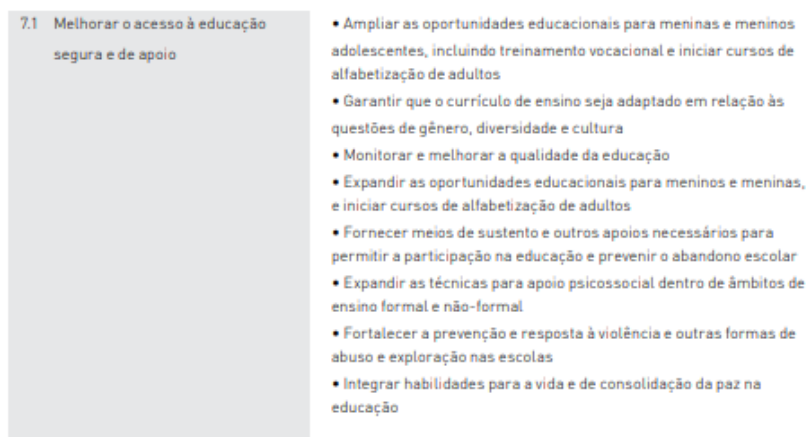 7.1 Melhorar o acesso à educação
segura e de apoio
• Ampliar as oportunidades educacionais para meninas e meninos
adolescentes, incluindo treinamento vocacional e iniciar cursos de
alfabetização de adultos
• Garantir que o currículo de ensino seja adaptado em relação às
questões de gênero, diversidade e cultura
• Monitorar e melhorar a qualidade da educação
• Expandir as oportunidades educacionais para meninos e meninas,
e iniciar cursos de alfabetização de adultos
• Fornecer meios de sustento e outros apoios necessários para
permitir a participação na educação e prevenir o abandono escolar
• Expandir as técnicas para apoio psicossocial dentro de âmbitos de
ensino formal e não-formal
• Fortalecer a prevenção e resposta à violência e outras formas de
abuso e exploração nas escolas
• Integrar habilidades para a vida e de consolidação da paz na
educação